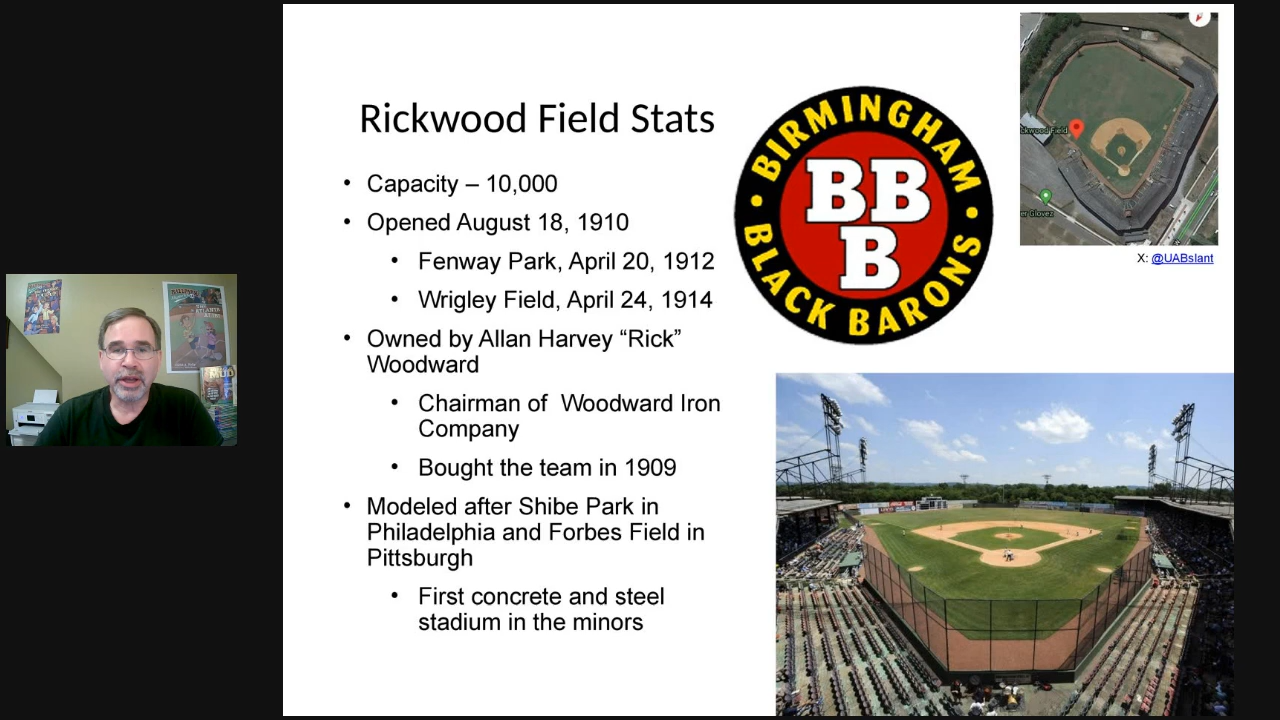 Rickwood Field Stats
• Capacity – 10,000
• Opened August 18, 1910
• Fenway Park, April 20, 1912
• Wrigley Field, April 24, 1914
• Owned by Allan Harvey “Rick”
Woodward
• Chairman of  Woodward Iron
Company
• Bought the team in 1909
• Modeled after Shibe Park in
Philadelphia and Forbes Field in
Pittsburgh
• First concrete and steel
stadium in the minors
BIRMINGHAM
BB
B
BLACK BARONS
ckwood Field
er Glovez
X: @UABslant